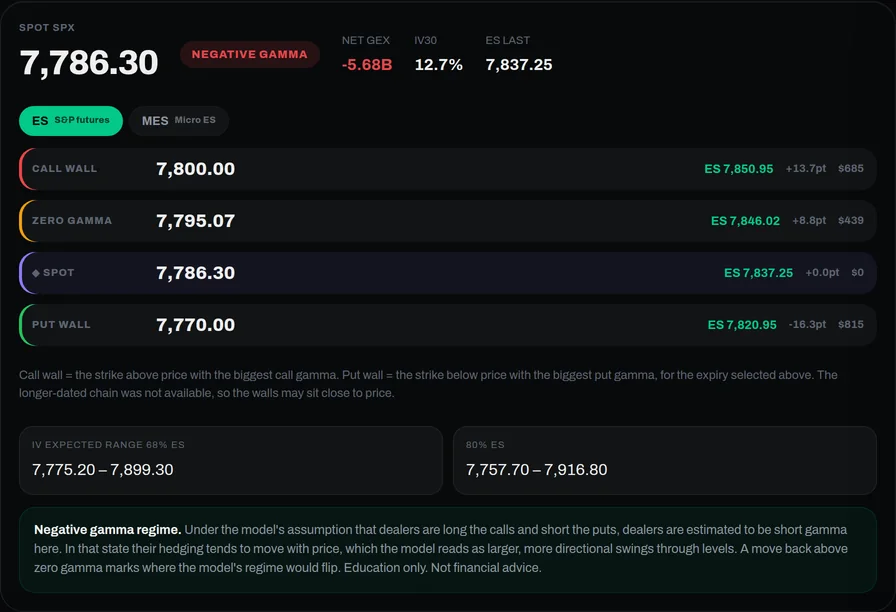 SPOT SPX
7,786.30
NEGATIVE GAMMA
NET GEX
-5.68B
IV30
12.7%
ES LAST
7,837.25
ES S&P futures
MES Micro ES
CALL WALL 7,800.00 ES 7,850.95 +13.7pt $685
ZERO GAMMA 7,795.07 ES 7,846.02 +8.8pt $439
◆ SPOT 7,786.30 ES 7,837.25 +0.0pt $0
PUT WALL 7,770.00 ES 7,820.95 -16.3pt $815
Call wall = the strike above price with the biggest call gamma. Put wall = the strike below price with the biggest put gamma, for the expiry selected above. The
longer-dated chain was not available, so the walls may sit close to price.
IV EXPECTED RANGE 68% ES
7,775.20 – 7,899.30
80% ES
7,757.70 – 7,916.80
Negative gamma regime. Under the model's assumption that dealers are long the calls and short the puts, dealers are estimated to be short gamma
here. In that state their hedging tends to move with price, which the model reads as larger, more directional swings through levels. A move back above
zero gamma marks where the model's regime would flip. Education only. Not financial advice.